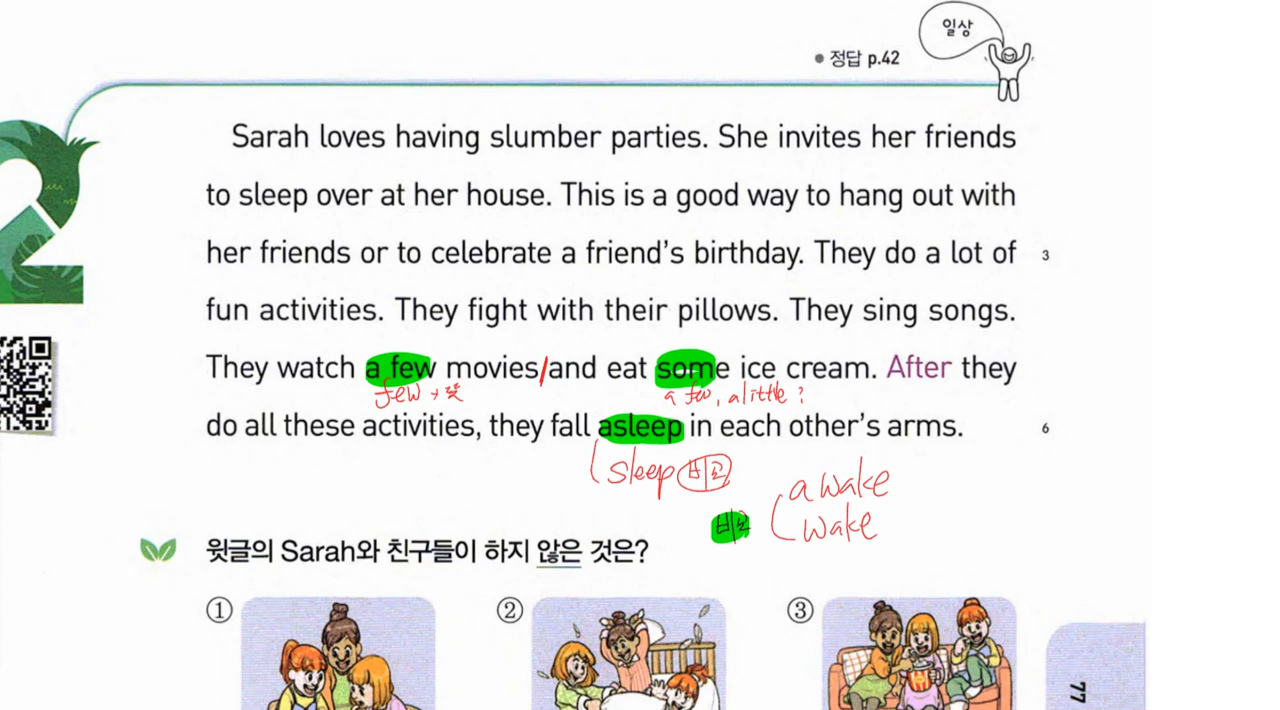 일상
정답 p.42
2
Sarah loves having slumber parties. She invites her friends
to sleep over at her house. This is a good way to hang out with
her friends or to celebrate a friend's birthday. They do a lot of 3
fun activities. They fight with their pillows. They sing songs.
They watch a few movies/and eat some ice cream. After they
few
a few, a little?
do all these activities, they fall asleep in each other's arms. 6
sleep 비교
awake
비교
wake
윗글의 Sarah와 친구들이 하지 않은 것은?
① ② ③
77